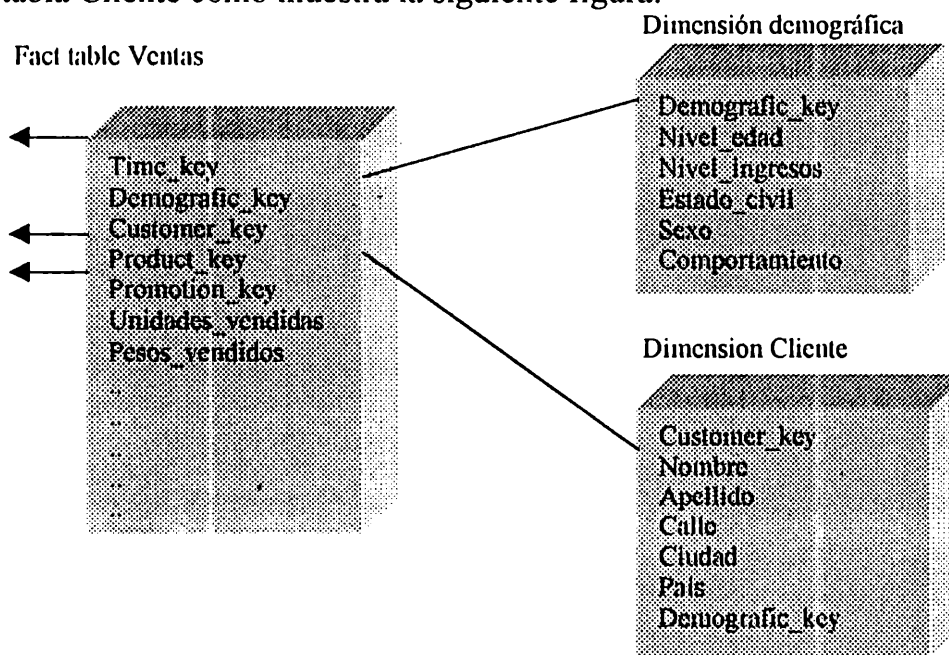 tabla Cliente como muestra la siguiente figura.
Fact table Ventas
Time_key
Demografic_key
Customer_key
Product_key
Promotion_key
Unidades_vendidas
Pesos_vendidos
..
..
..
..
..
Dimensión demográfica
Demografic_key
Nivel_edad
Nivel_Ingresos
Estado_civil
Sexo
Comportamiento
Dimension Cliente
Customer_key
Nombre
Apellido
Calle
Ciudad
Pais
Demografic_key